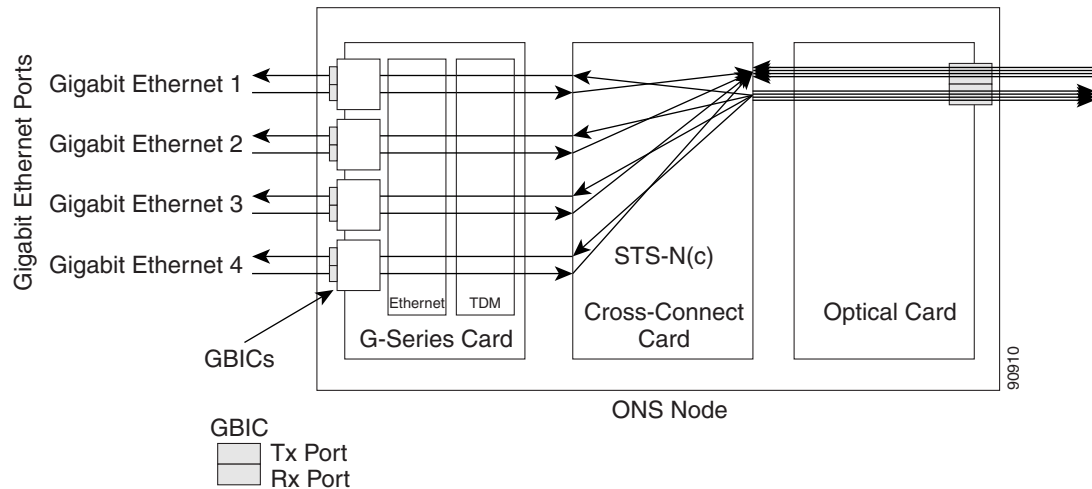 Gigabit Ethernet Ports
Gigabit Ethernet 1
Gigabit Ethernet 2
Gigabit Ethernet 3
Gigabit Ethernet 4
Ethernet
TDM
G-Series Card
GBICs
STS-N(c)
Cross-Connect
Card
Optical Card
90910
ONS Node
GBIC
Tx Port
Rx Port